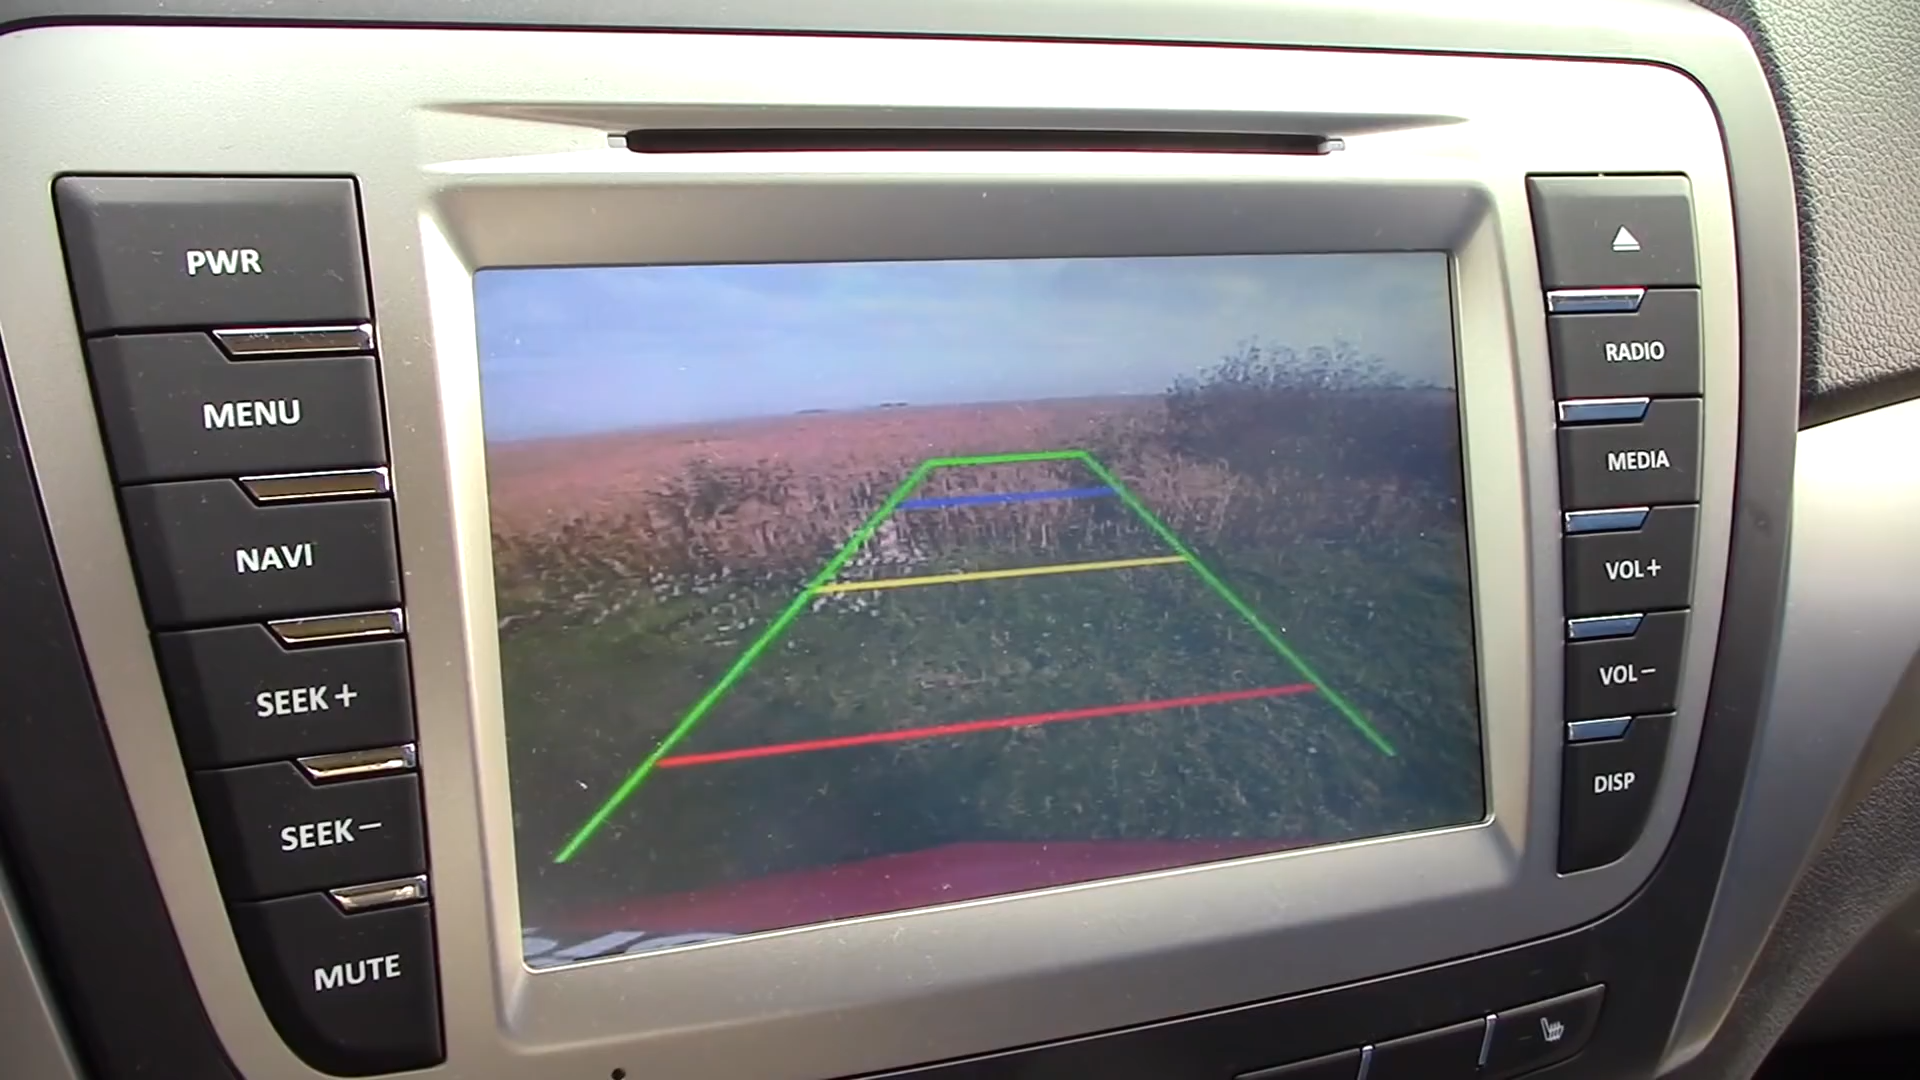 PWR
MENU
NAVI
SEEK +
SEEK −
MUTE
RADIO
MEDIA
VOL +
VOL −
DISP